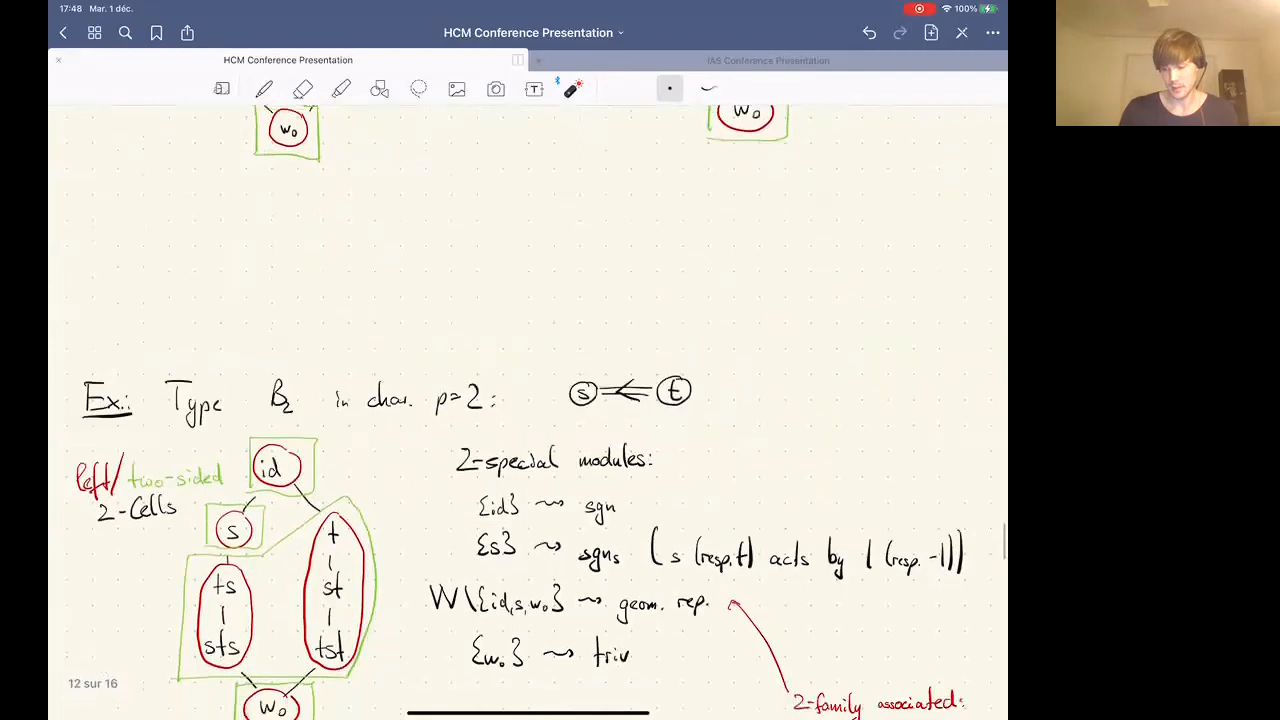 17:48 Mar. 1 déc.
100%
HCM Conference Presentation
HCM Conference Presentation
IAS Conference Presentation
w₀
w₀
Ex.: Type B₂ in char. p=2:
s t
left/two-sided
2-Cells
id
s
t
ts
st
sts
tst
w₀
2-special modules:
{id} ⇝ sgn
{s} ⇝ sgnₛ (s (resp. t) acts by 1 (resp. -1))
W\{id,s,w₀} ⇝ geom. rep.
{w₀} ⇝ triv
2-family associated:
12 sur 16